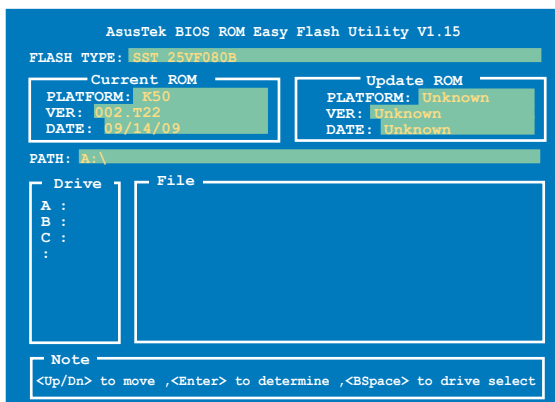 AsusTek BIOS ROM Easy Flash Utility V1.15
FLASH TYPE: SST 25VF080B
Current ROM
PLATFORM: K50
VER: 002.T22
DATE: 09/14/09
Update ROM
PLATFORM: Unknown
VER: Unknown
DATE: Unknown
PATH: A:\
Drive
A :
B :
C :
:
File
Note
<Up/Dn> to move ,<Enter> to determine ,<BSpace> to drive select